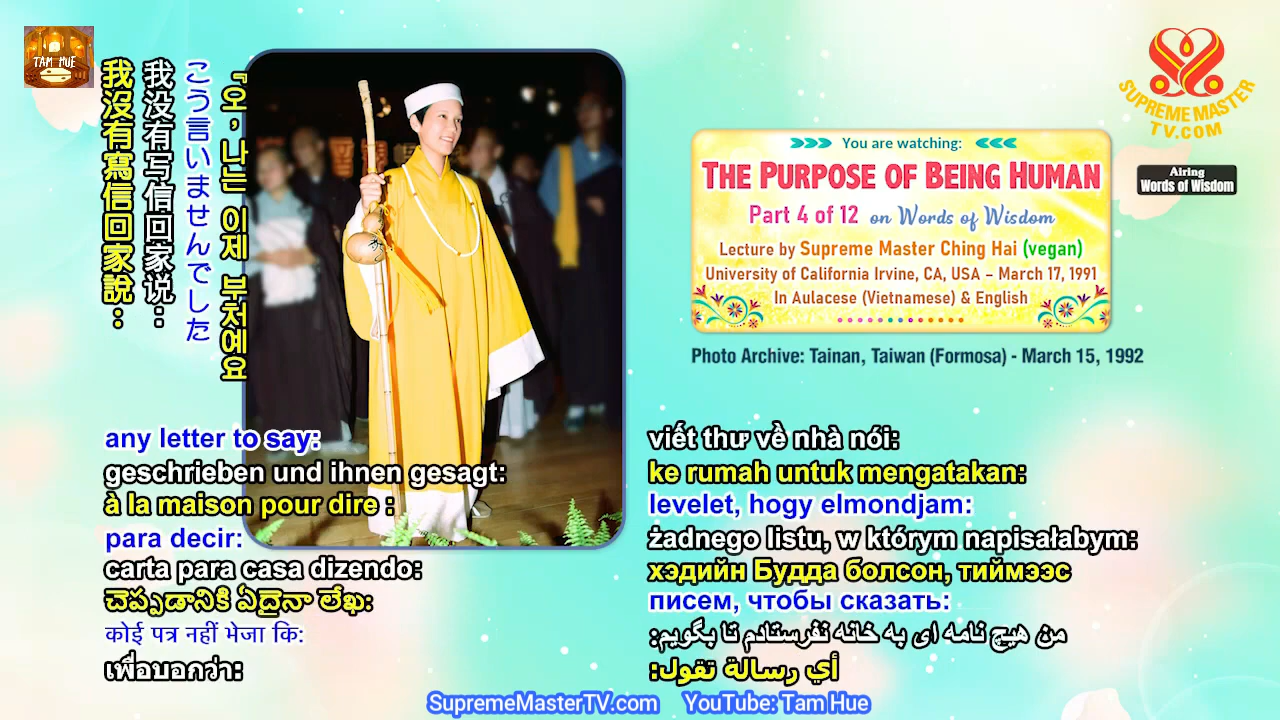 TAM HUE
我沒有寫信回家說：
我没有写信回家说：
こう言いませんでした
『오, 나는 이제 부처예요
SUPREME MASTER
TV.COM
You are watching:
THE PURPOSE OF BEING HUMAN
Part 4 of 12 on Words of Wisdom
Lecture by Supreme Master Ching Hai (vegan)
University of California Irvine, CA, USA – March 17, 1991
In Aulacese (Vietnamese) & English
Airing
Words of Wisdom
Photo Archive: Tainan, Taiwan (Formosa) - March 15, 1992
any letter to say:
geschrieben und ihnen gesagt:
à la maison pour dire :
para decir:
carta para casa dizendo:
చెప్పడానికి ఏదైనా లేఖ:
कोई पत्र नहीं भेजा कि:
เพื่อบอกว่า:
viết thư về nhà nói:
ke rumah untuk mengatakan:
levelet, hogy elmondjam:
żadnego listu, w którym napisałabym:
хэдийн Будда болсон, тиймээс
писем, чтобы сказать:
من هیچ نامه ای به خانه نفرستادم تا بگویم:
أي رسالة تقول:
SupremeMasterTV.com YouTube: Tam Hue